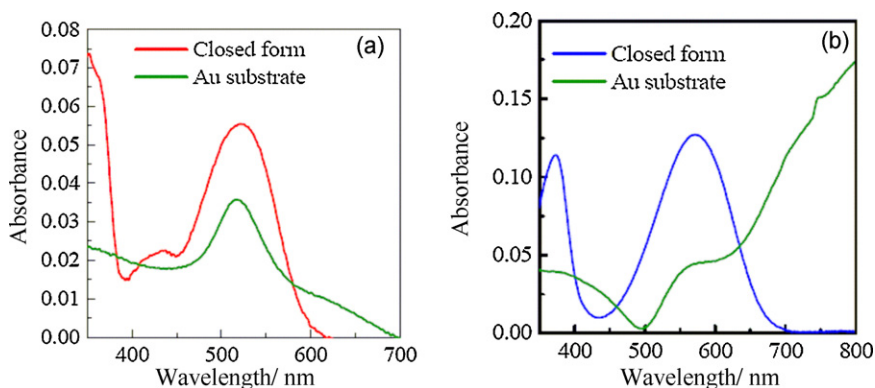 (a)
Closed form
Au substrate
Absorbance
0.08
0.07
0.06
0.05
0.04
0.03
0.02
0.01
0.00
400 500 600 700
Wavelength/ nm
(b)
Closed form
Au substrate
Absorbance
0.20
0.15
0.10
0.05
0.00
400 500 600 700 800
Wavelength/ nm